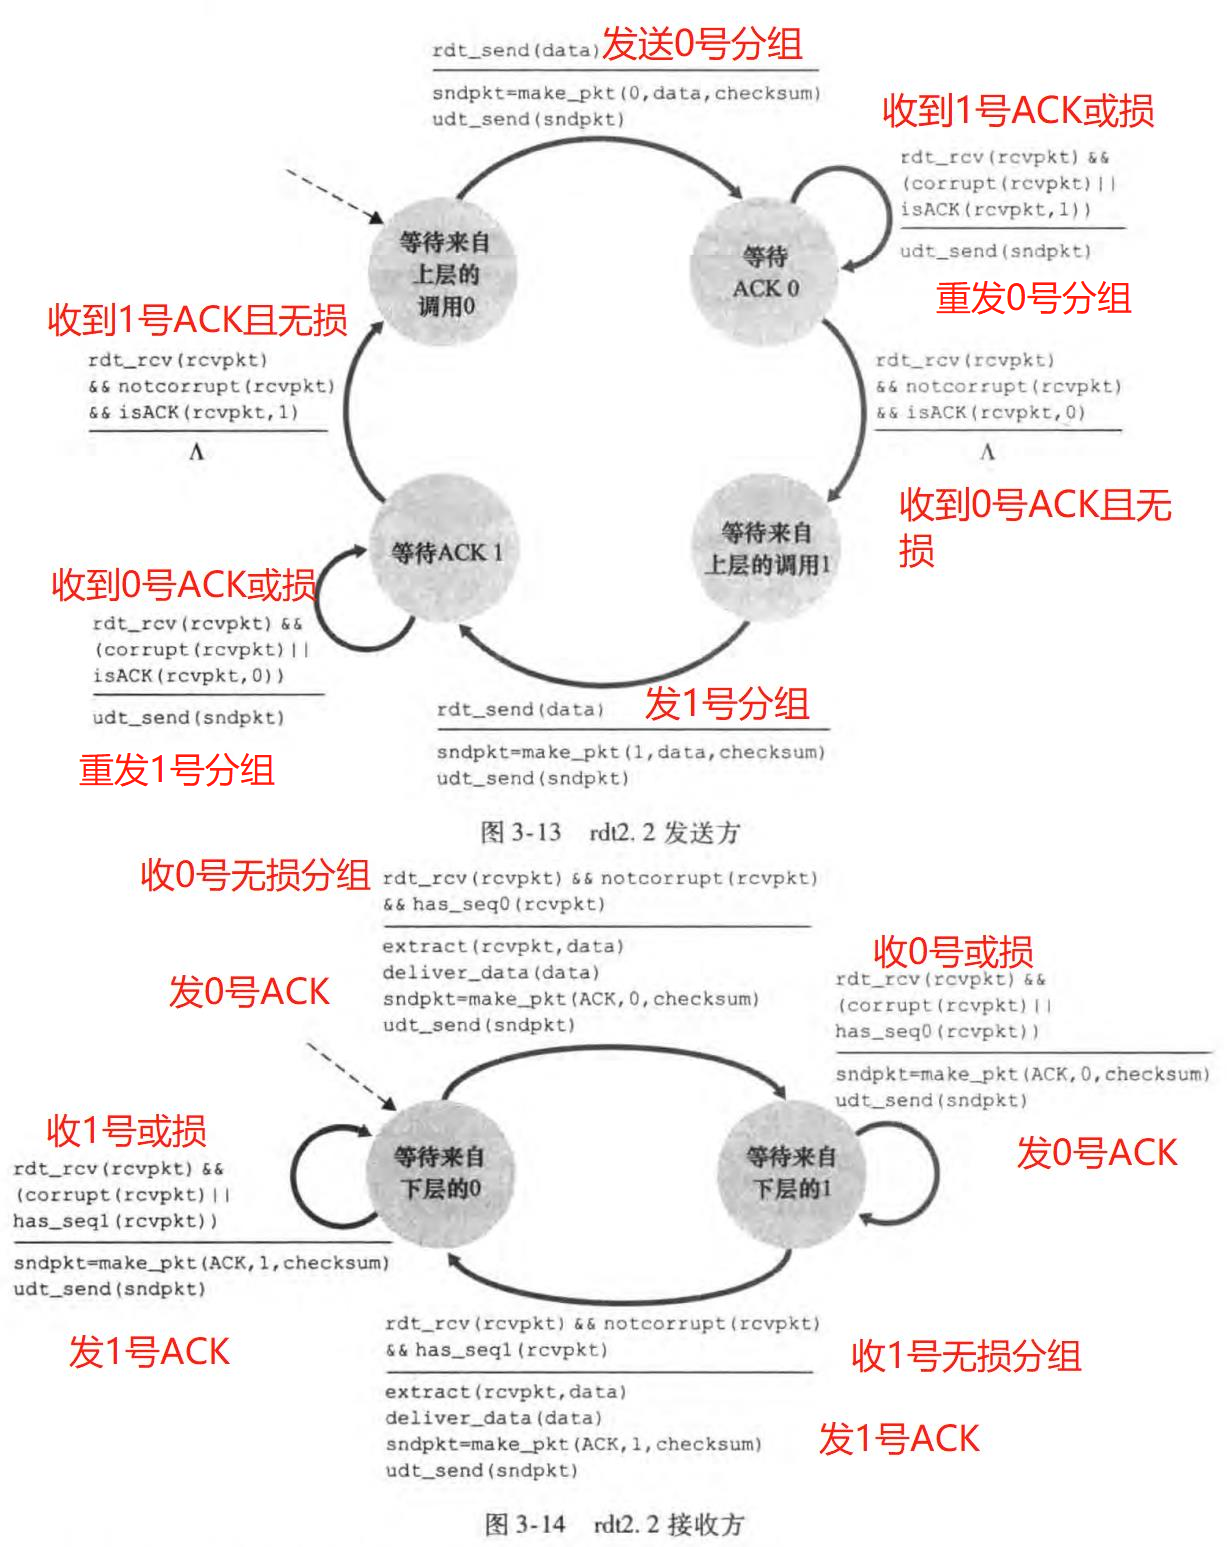 rdt_send(data) 发送0号分组
sndpkt=make_pkt(0,data,checksum)
udt_send(sndpkt)
收到1号ACK或损
rdt_rcv(rcvpkt) &&
(corrupt(rcvpkt)||
isACK(rcvpkt,1))
udt_send(sndpkt)
重发0号分组
等待来自
上层的
调用0
等待
ACK 0
收到1号ACK且无损
rdt_rcv(rcvpkt)
&& notcorrupt(rcvpkt)
&& isACK(rcvpkt,1)
Λ
rdt_rcv(rcvpkt)
&& notcorrupt(rcvpkt)
&& isACK(rcvpkt,0)
Λ
收到0号ACK且无
损
等待ACK 1
等待来自
上层的调用1
收到0号ACK或损
rdt_rcv(rcvpkt) &&
(corrupt(rcvpkt)||
isACK(rcvpkt,0))
udt_send(sndpkt)
重发1号分组
rdt_send(data) 发1号分组
sndpkt=make_pkt(1,data,checksum)
udt_send(sndpkt)
图 3-13 rdt2.2 发送方
收0号无损分组
rdt_rcv(rcvpkt) && notcorrupt(rcvpkt)
&& has_seq0(rcvpkt)
extract(rcvpkt,data)
deliver_data(data)
sndpkt=make_pkt(ACK,0,checksum)
udt_send(sndpkt)
发0号ACK
收0号或损
rdt_rcv(rcvpkt) &&
(corrupt(rcvpkt)||
has_seq0(rcvpkt))
sndpkt=make_pkt(ACK,0,checksum)
udt_send(sndpkt)
发0号ACK
等待来自
下层的0
等待来自
下层的1
收1号或损
rdt_rcv(rcvpkt) &&
(corrupt(rcvpkt)||
has_seq1(rcvpkt))
sndpkt=make_pkt(ACK,1,checksum)
udt_send(sndpkt)
发1号ACK
rdt_rcv(rcvpkt) && notcorrupt(rcvpkt)
&& has_seq1(rcvpkt)
extract(rcvpkt,data)
deliver_data(data)
sndpkt=make_pkt(ACK,1,checksum)
udt_send(sndpkt)
收1号无损分组
发1号ACK
图 3-14 rdt2.2 接收方